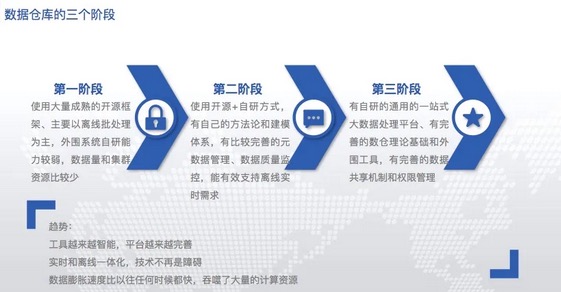 数据仓库的三个阶段
第一阶段
使用大量成熟的开源框
架、主要以离线批处理
为主，外围系统自研能
力较弱，数据量和集群
资源比较少
第二阶段
使用开源+自研方式，
有自己的方法论和建模
体系，有比较完善的元
数据管理、数据质量监
控，能有效支持离线实
时需求
第三阶段
有自研的通用的一站式
大数据处理平台、有完
善的数仓理论基础和外
围工具，有完善的数据
共享机制和权限管理
趋势：
工具越来越智能，平台越来越完善
实时和离线一体化，技术不再是障碍
数据膨胀速度比以往任何时候都快，吞噬了大量的计算资源